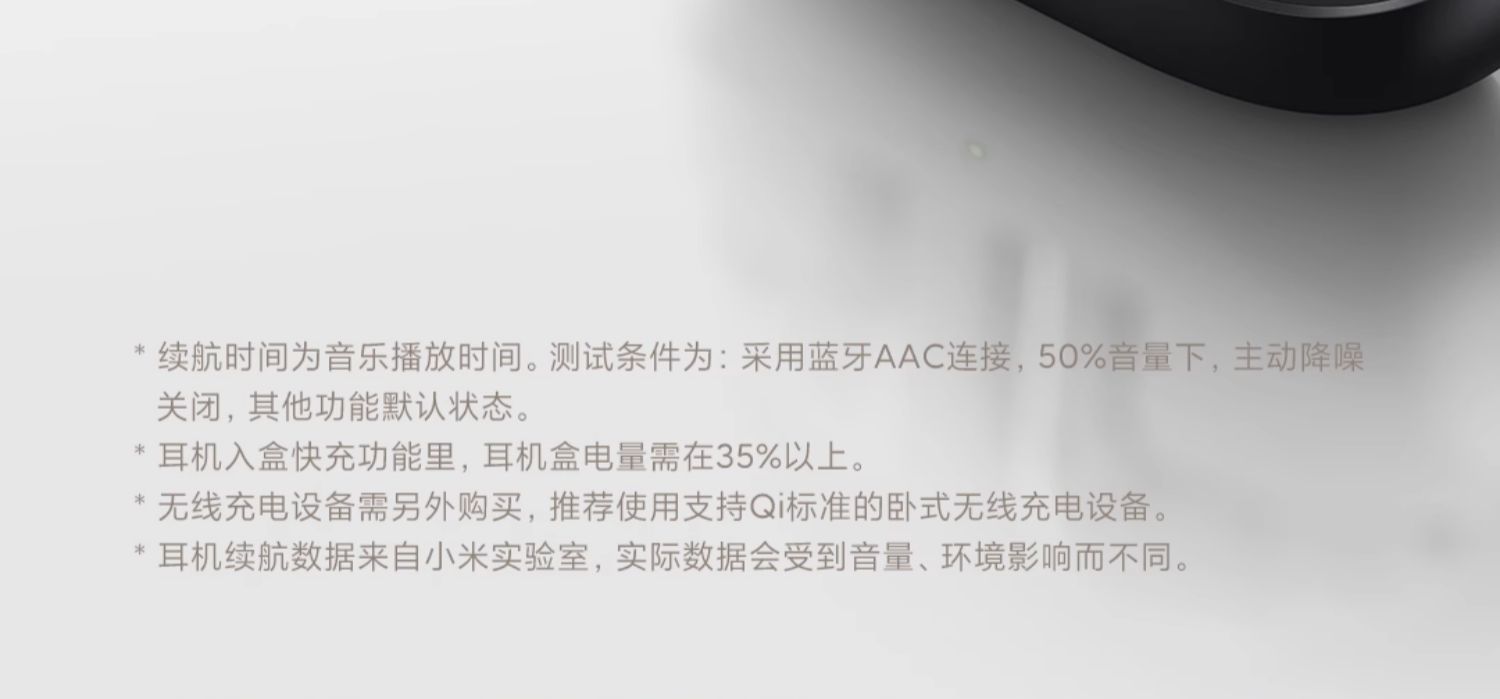 * 续航时间为音乐播放时间。测试条件为：采用蓝牙AAC连接，50%音量下，主动降噪
关闭，其他功能默认状态。
* 耳机入盒快充功能里，耳机盒电量需在35%以上。
* 无线充电设备需另外购买，推荐使用支持Qi标准的卧式无线充电设备。
* 耳机续航数据来自小米实验室，实际数据会受到音量、环境影响而不同。